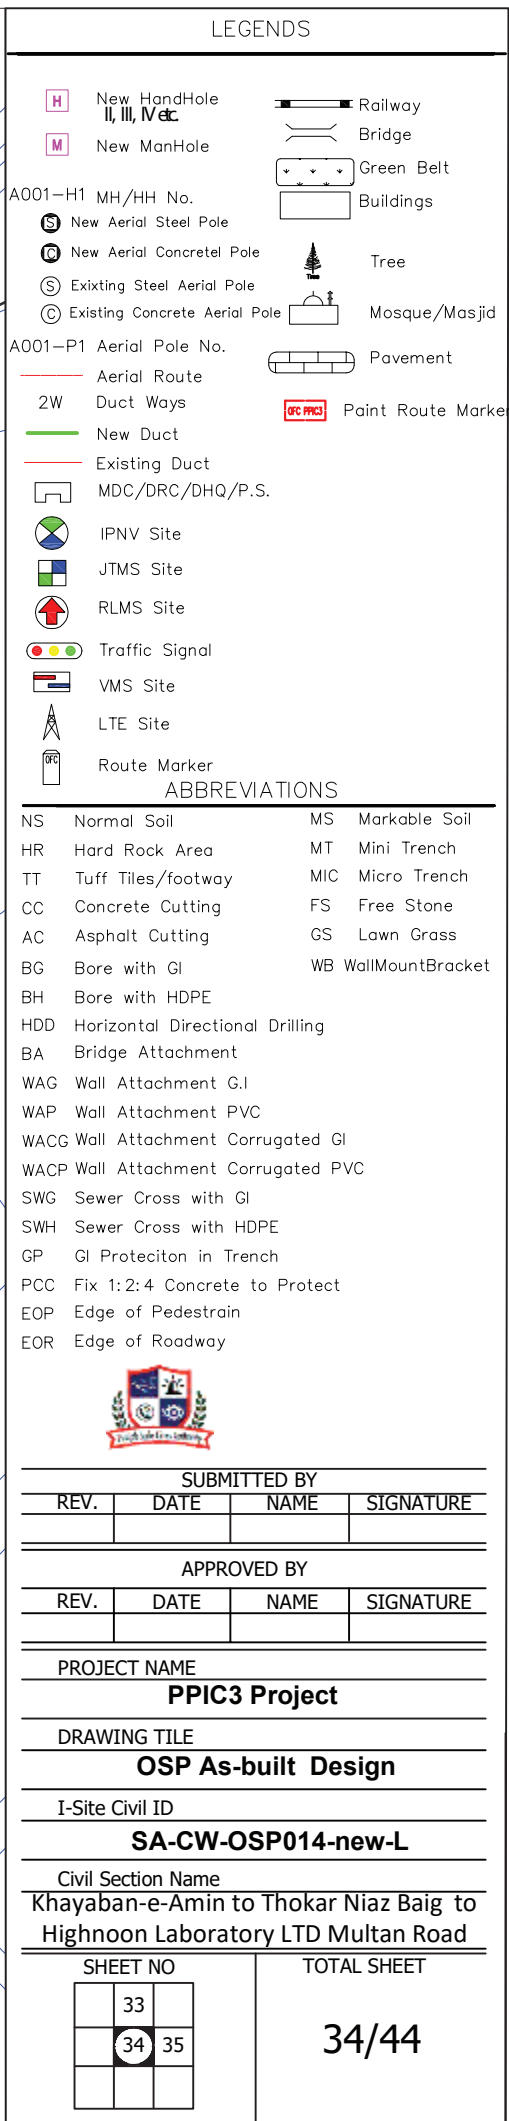 LEGENDS
H New HandHole
II, III, IV etc.
M New ManHole
A001-H1 MH/HH No.
S New Aerial Steel Pole
C New Aerial Concretel Pole
S Exixting Steel Aerial Pole
C Existing Concrete Aerial Pole
A001-P1 Aerial Pole No.
Aerial Route
2W Duct Ways
New Duct
Existing Duct
MDC/DRC/DHQ/P.S.
IPNV Site
JTMS Site
RLMS Site
Traffic Signal
VMS Site
LTE Site
OFC Route Marker
Railway
Bridge
Green Belt
Buildings
Tree Tree
Mosque/Masjid
Pavement
OFC PPIC3 Paint Route Marker
ABBREVIATIONS
NS Normal Soil
HR Hard Rock Area
TT Tuff Tiles/footway
CC Concrete Cutting
AC Asphalt Cutting
BG Bore with GI
BH Bore with HDPE
HDD Horizontal Directional Drilling
BA Bridge Attachment
WAG Wall Attachment G.I
WAP Wall Attachment PVC
WACG Wall Attachment Corrugated GI
WACP Wall Attachment Corrugated PVC
SWG Sewer Cross with GI
SWH Sewer Cross with HDPE
GP GI Proteciton in Trench
PCC Fix 1:2:4 Concrete to Protect
EOP Edge of Pedestrain
EOR Edge of Roadway
MS Markable Soil
MT Mini Trench
MIC Micro Trench
FS Free Stone
GS Lawn Grass
WB WallMountBracket
SUBMITTED BY
REV. DATE NAME SIGNATURE
APPROVED BY
REV. DATE NAME SIGNATURE
PROJECT NAME
PPIC3 Project
DRAWING TILE
OSP As-built Design
I-Site Civil ID
SA-CW-OSP014-new-L
Civil Section Name
Khayaban-e-Amin to Thokar Niaz Baig to
Highnoon Laboratory LTD Multan Road
SHEET NO
33
34 35
TOTAL SHEET
34/44